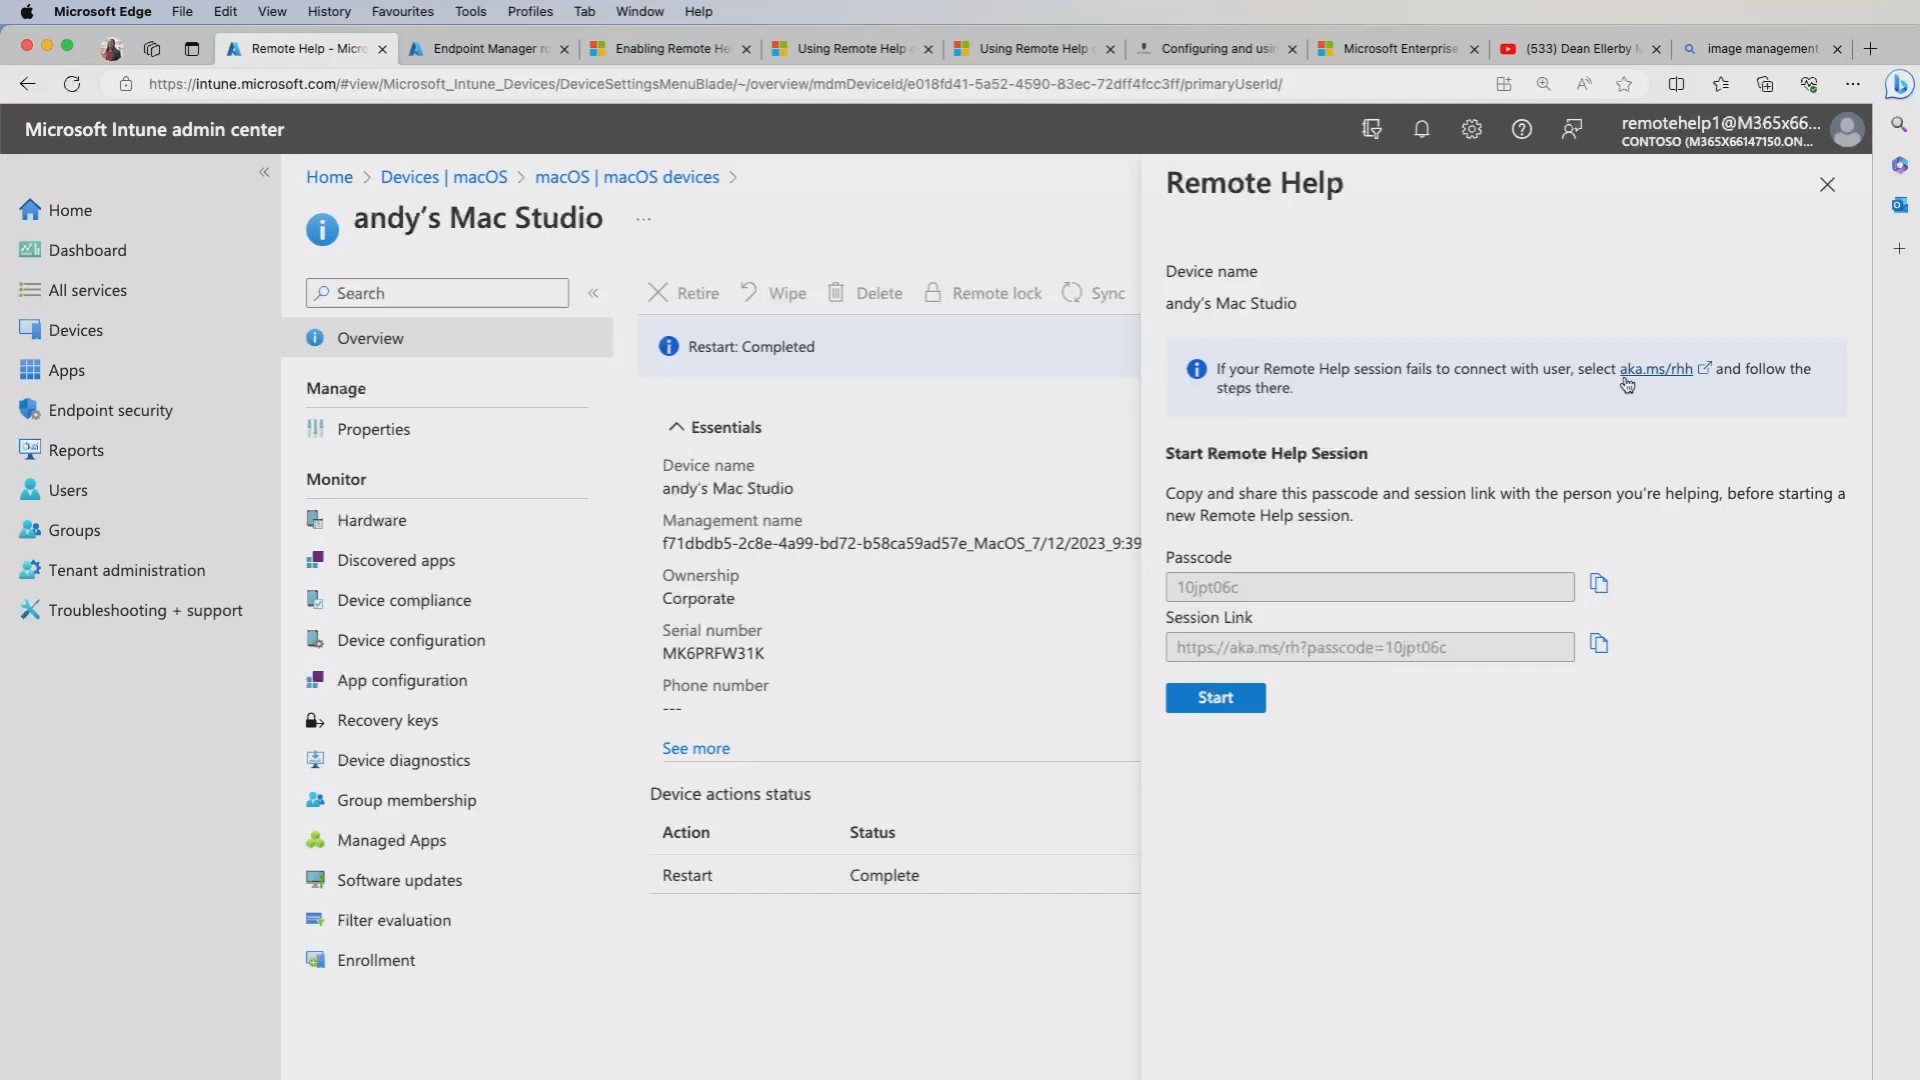 Microsoft Edge File Edit View History Favourites Tools Profiles Tab Window Help
Remote Help - Micro
Endpoint Manager ro
Enabling Remote He
Using Remote Help
Using Remote Help
Configuring and usi
Microsoft Enterprise
(533) Dean Ellerby
image management
https://intune.microsoft.com/#view/Microsoft_Intune_Devices/DeviceSettingsMenuBlade/~/overview/mdmDeviceId/e018fd41-5a52-4590-83ec-72dff4fcc3ff/primaryUserId/
Microsoft Intune admin center
remotehelp1@M365x66...
CONTOSO (M365X66147150.ON...
Home
Dashboard
All services
Devices
Apps
Endpoint security
Reports
Users
Groups
Tenant administration
Troubleshooting + support
Home > Devices | macOS > macOS | macOS devices >
andy's Mac Studio ...
Search
Overview
Manage
Properties
Monitor
Hardware
Discovered apps
Device compliance
Device configuration
App configuration
Recovery keys
Device diagnostics
Group membership
Managed Apps
Software updates
Filter evaluation
Enrollment
Retire Wipe Delete Remote lock Sync
Restart: Completed
Essentials
Device name
andy's Mac Studio
Management name
f71dbdb5-2c8e-4a99-bd72-b58ca59ad57e_MacOS_7/12/2023_9:39
Ownership
Corporate
Serial number
MK6PRFW31K
Phone number
---
See more
Device actions status
Action Status
Restart Complete
Remote Help
Device name
andy's Mac Studio
If your Remote Help session fails to connect with user, select aka.ms/rhh and follow the
steps there.
Start Remote Help Session
Copy and share this passcode and session link with the person you're helping, before starting a
new Remote Help session.
Passcode
10jpt06c
Session Link
https://aka.ms/rh?passcode=10jpt06c
Start